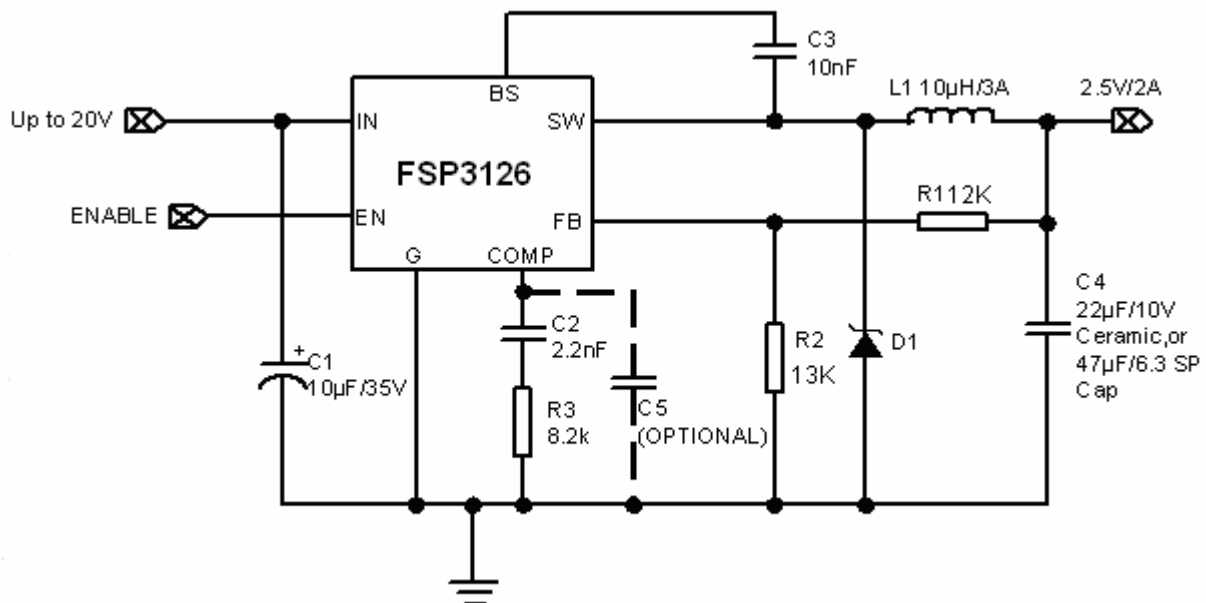 C3
10nF
L1 10µH/3A
2.5V/2A
BS
Up to 20V
IN
SW
FSP3126
R112K
ENABLE
EN
FB
G
COMP
C4
22µF/10V
Ceramic,or
47µF/6.3 SP
Cap
C2
2.2nF
R2
13K
D1
+
C1
10µF/35V
R3
8.2k
C5
(OPTIONAL)